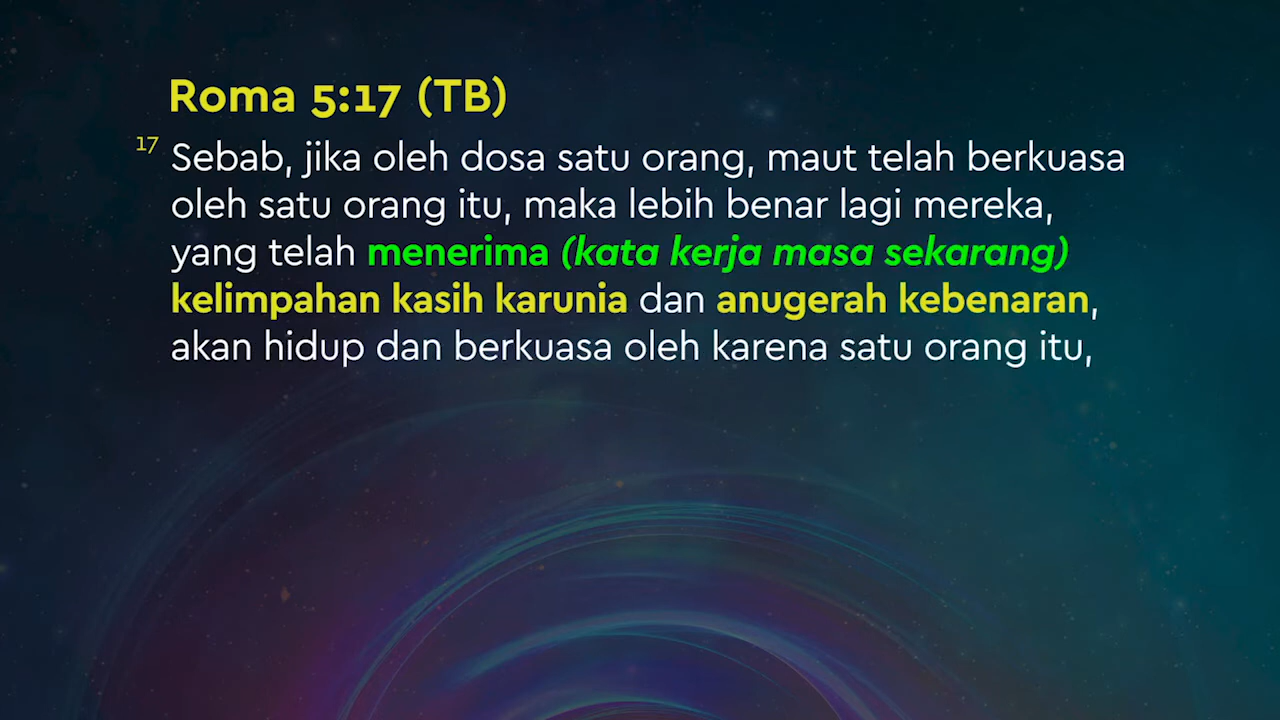 Roma 5:17 (TB)
17 Sebab, jika oleh dosa satu orang, maut telah berkuasa
oleh satu orang itu, maka lebih benar lagi mereka,
yang telah menerima (kata kerja masa sekarang)
kelimpahan kasih karunia dan anugerah kebenaran,
akan hidup dan berkuasa oleh karena satu orang itu,